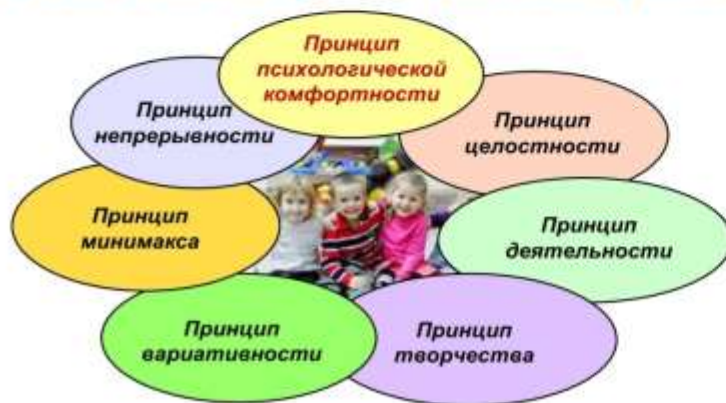 Принцип
психологической
комфортности
Принцип
целостности
Принцип
деятельности
Принцип
творчества
Принцип
вариативности
Принцип
минимакса
Принцип
непрерывности